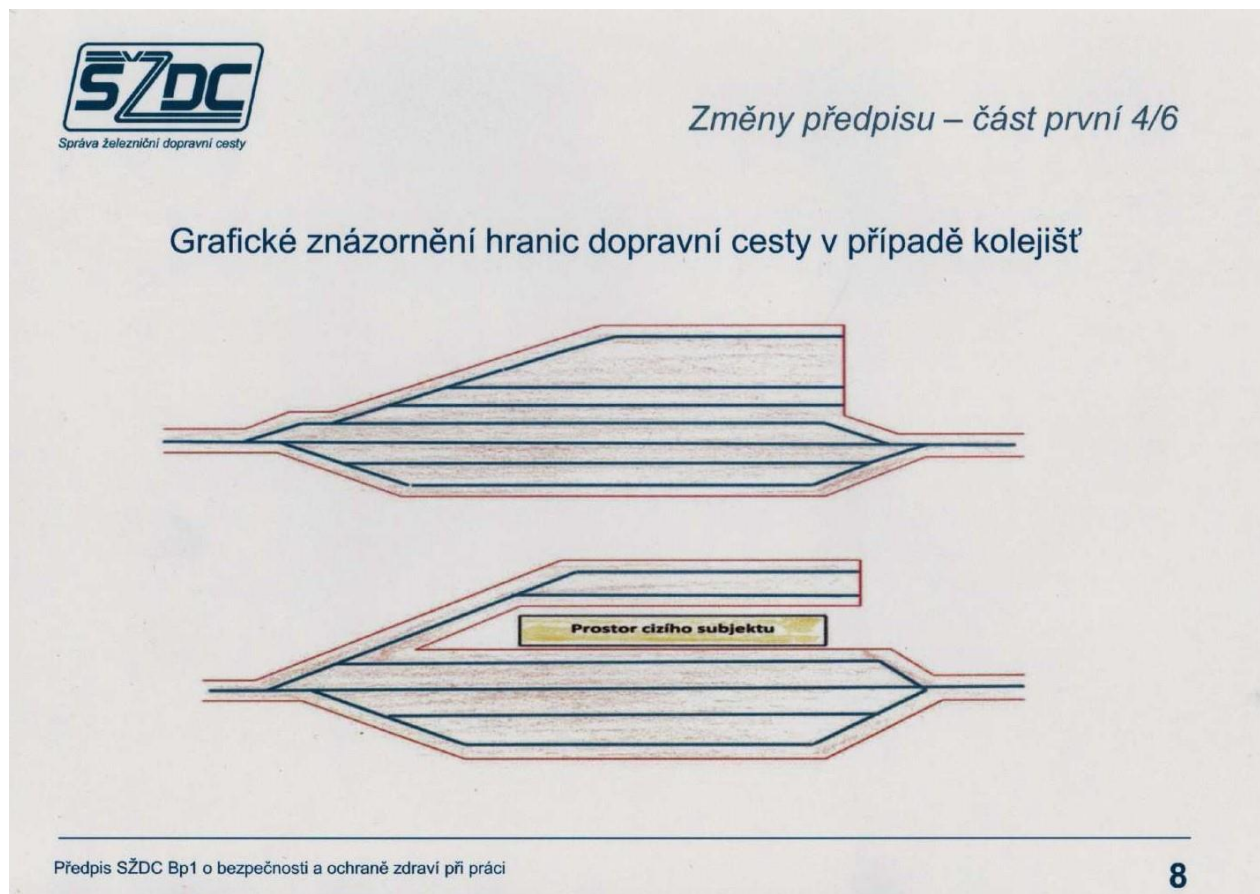 SŽDC
Správa železniční dopravní cesty
Změny předpisu – část první 4/6
Grafické znázornění hranic dopravní cesty v případě kolejišť
Prostor cizího subjektu
Předpis SŽDC Bp1 o bezpečnosti a ochraně zdraví při práci
8